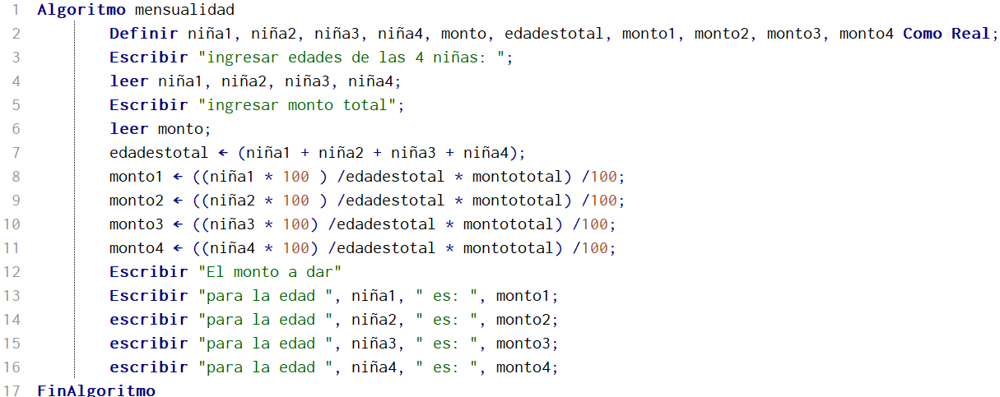 1 Algoritmo mensualidad
2 Definir niña1, niña2, niña3, niña4, monto, edadestotal, monto1, monto2, monto3, monto4 Como Real;
3 Escribir "ingresar edades de las 4 niñas: ";
4 leer niña1, niña2, niña3, niña4;
5 Escribir "ingresar monto total";
6 leer monto;
7 edadestotal ← (niña1 + niña2 + niña3 + niña4);
8 monto1 ← ((niña1 * 100 ) /edadestotal * montototal) /100;
9 monto2 ← ((niña2 * 100 ) /edadestotal * montototal) /100;
10 monto3 ← ((niña3 * 100) /edadestotal * montototal) /100;
11 monto4 ← ((niña4 * 100) /edadestotal * montototal) /100;
12 Escribir "El monto a dar"
13 Escribir "para la edad ", niña1, " es: ", monto1;
14 escribir "para la edad ", niña2, " es: ", monto2;
15 escribir "para la edad ", niña3, " es: ", monto3;
16 escribir "para la edad ", niña4, " es: ", monto4;
17 FinAlgoritmo